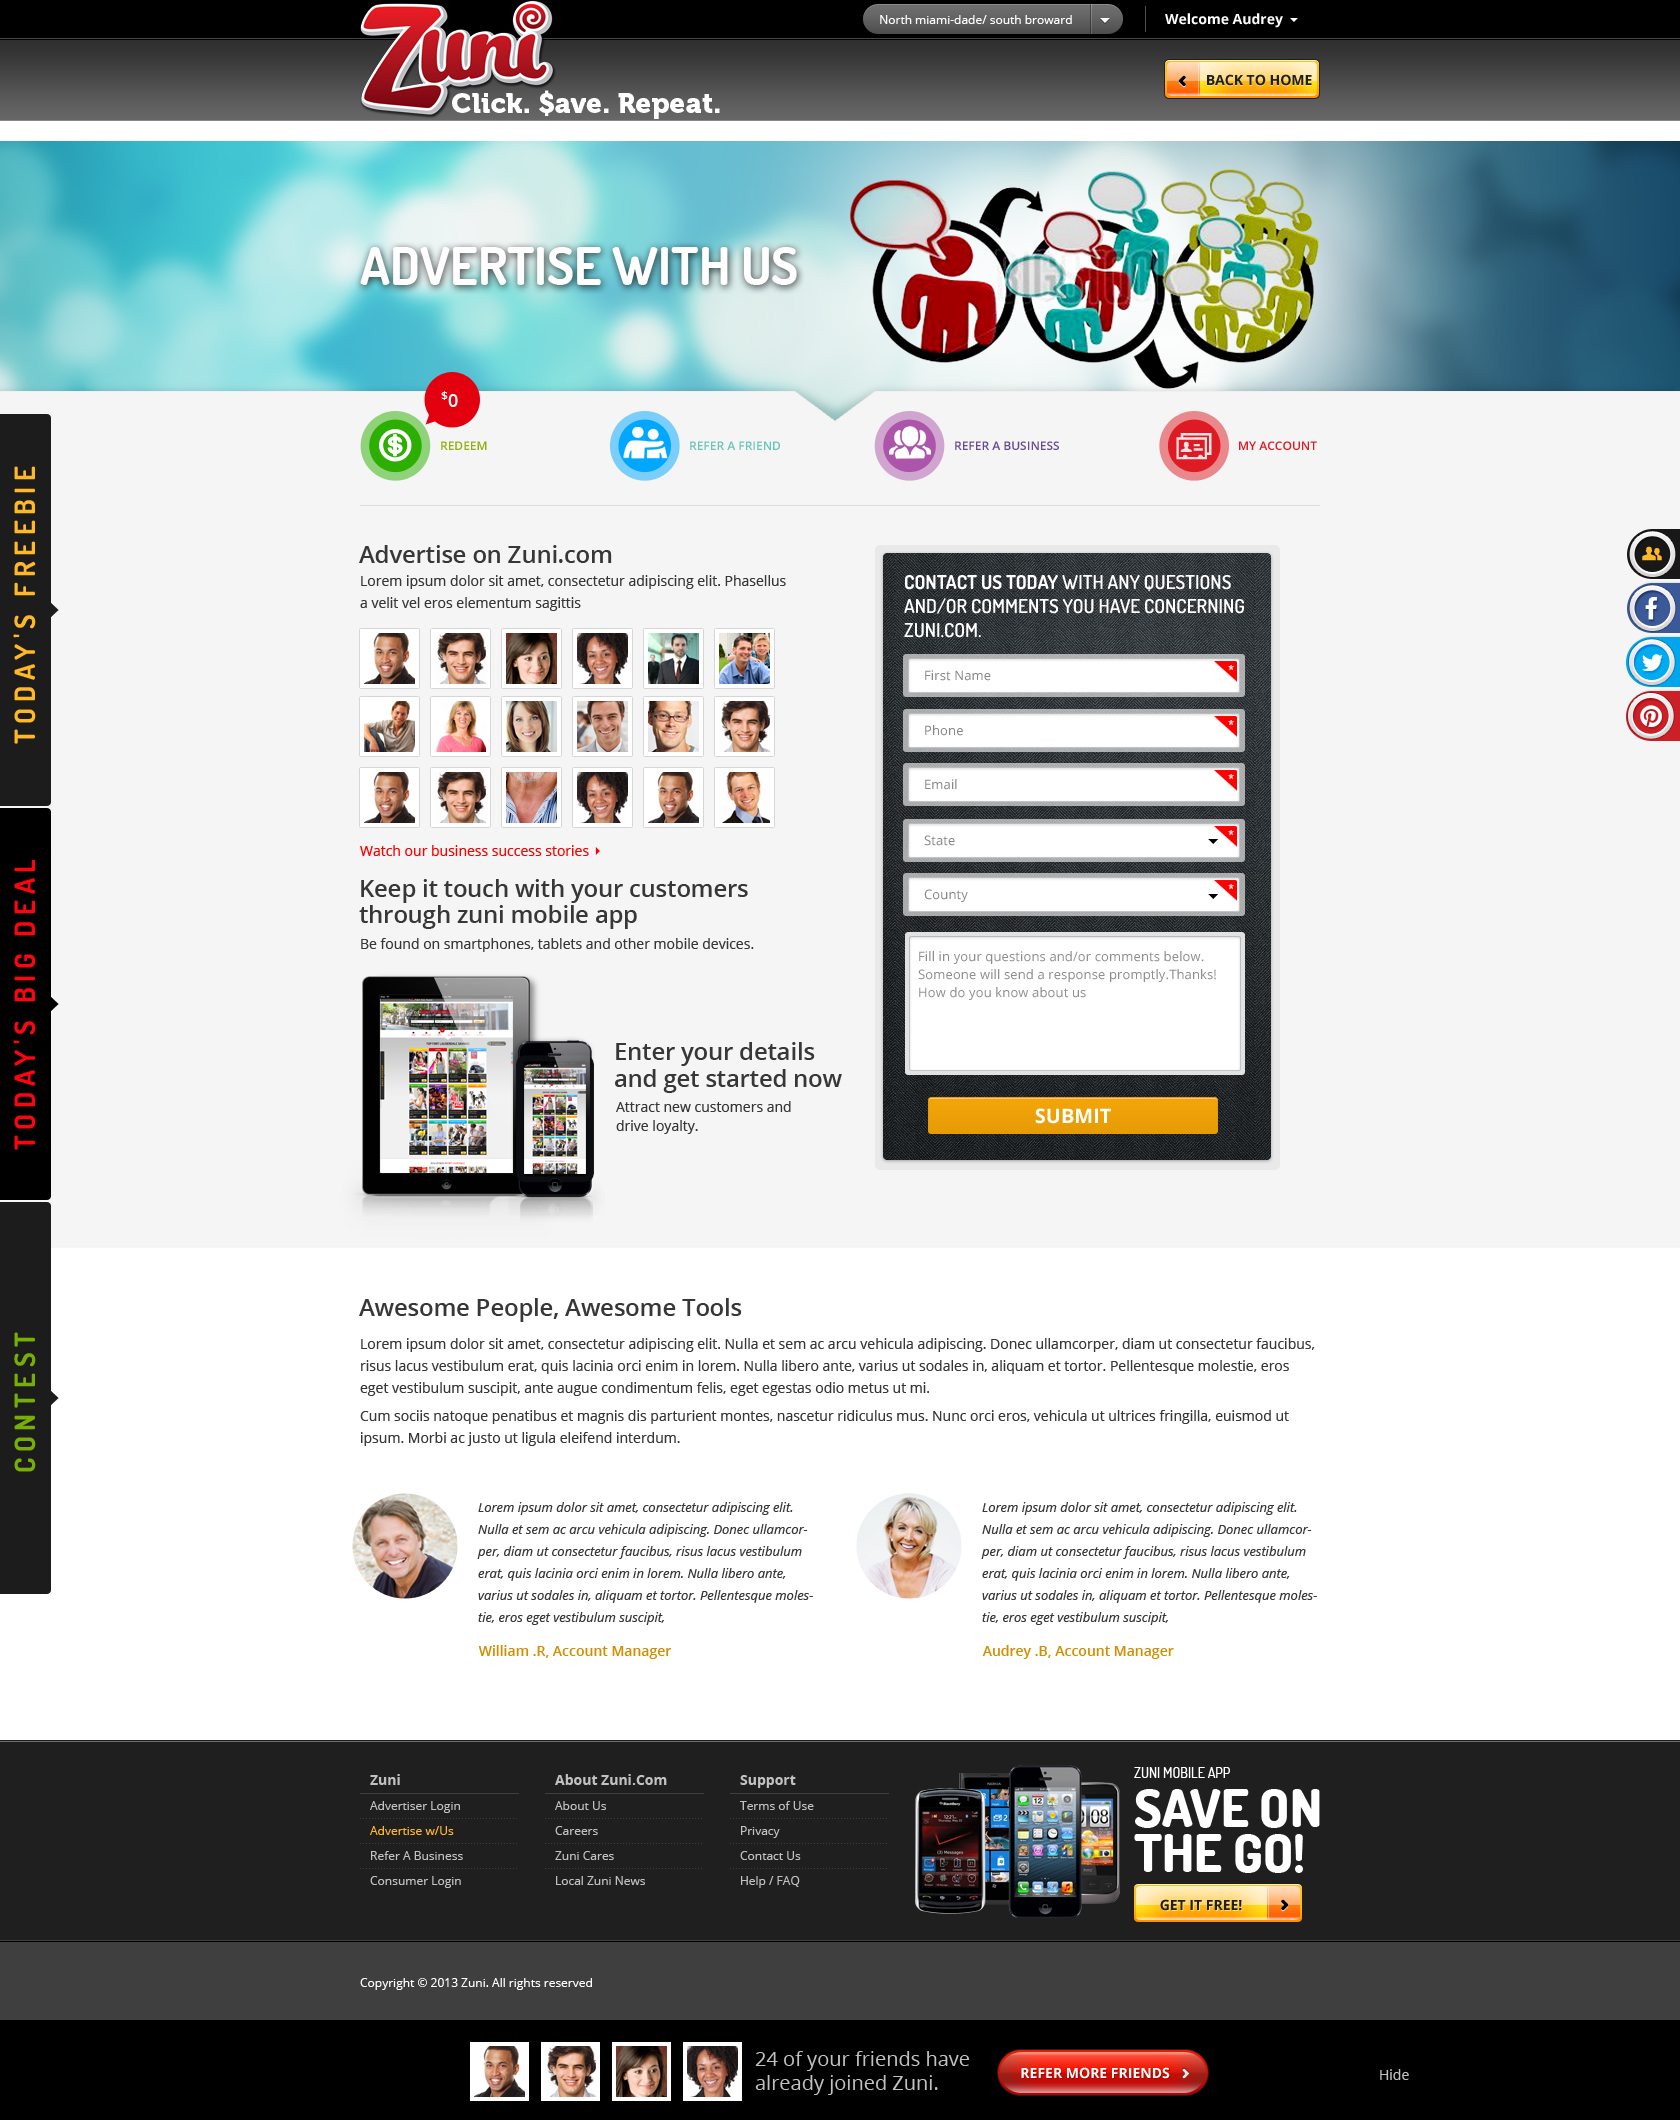 North miami-dade/ south broward
Welcome Audrey
Zuni
Click. $ave. Repeat.
BACK TO HOME
ADVERTISE WITH US
$0
REDEEM
REFER A FRIEND
REFER A BUSINESS
MY ACCOUNT
TODAY'S FREEBIE
TODAY'S BIG DEAL
CONTEST
Advertise on Zuni.com
Lorem ipsum dolor sit amet, consectetur adipiscing elit. Phasellus
a velit vel eros elementum sagittis
Watch our business success stories
Keep it touch with your customers
through zuni mobile app
Be found on smartphones, tablets and other mobile devices.
Enter your details
and get started now
Attract new customers and
drive loyalty.
CONTACT US TODAY WITH ANY QUESTIONS
AND/OR COMMENTS YOU HAVE CONCERNING
ZUNI.COM.
First Name
*
Phone
*
Email
*
State
*
County
*
Fill in your questions and/or comments below.
Someone will send a response promptly.Thanks!
How do you know about us
SUBMIT
Awesome People, Awesome Tools
Lorem ipsum dolor sit amet, consectetur adipiscing elit. Nulla et sem ac arcu vehicula adipiscing. Donec ullamcorper, diam ut consectetur faucibus,
risus lacus vestibulum erat, quis lacinia orci enim in lorem. Nulla libero ante, varius ut sodales in, aliquam et tortor. Pellentesque molestie, eros
eget vestibulum suscipit, ante augue condimentum felis, eget egestas odio metus ut mi.
Cum sociis natoque penatibus et magnis dis parturient montes, nascetur ridiculus mus. Nunc orci eros, vehicula ut ultrices fringilla, euismod ut
ipsum. Morbi ac justo ut ligula eleifend interdum.
Lorem ipsum dolor sit amet, consectetur adipiscing elit.
Nulla et sem ac arcu vehicula adipiscing. Donec ullamcor-
per, diam ut consectetur faucibus, risus lacus vestibulum
erat, quis lacinia orci enim in lorem. Nulla libero ante,
varius ut sodales in, aliquam et tortor. Pellentesque moles-
tie, eros eget vestibulum suscipit,
William .R, Account Manager
Lorem ipsum dolor sit amet, consectetur adipiscing elit.
Nulla et sem ac arcu vehicula adipiscing. Donec ullamcor-
per, diam ut consectetur faucibus, risus lacus vestibulum
erat, quis lacinia orci enim in lorem. Nulla libero ante,
varius ut sodales in, aliquam et tortor. Pellentesque moles-
tie, eros eget vestibulum suscipit,
Audrey .B, Account Manager
Zuni
Advertiser Login
Advertise w/Us
Refer A Business
Consumer Login
About Zuni.Com
About Us
Careers
Zuni Cares
Local Zuni News
Support
Terms of Use
Privacy
Contact Us
Help / FAQ
ZUNI MOBILE APP
SAVE ON
THE GO!
GET IT FREE!
Copyright © 2013 Zuni. All rights reserved
24 of your friends have
already joined Zuni.
REFER MORE FRIENDS
Hide